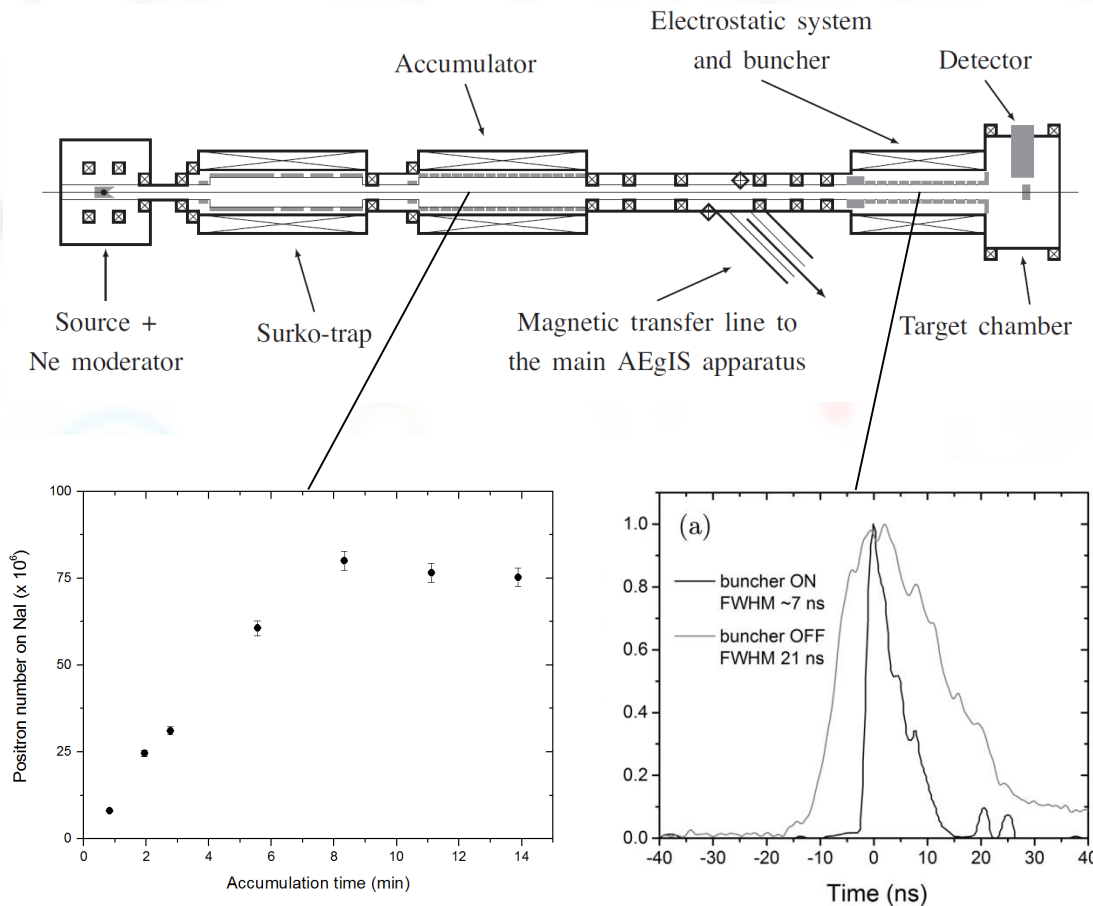 Electrostatic system
and buncher
Accumulator
Detector
Source +
Ne moderator
Surko-trap
Magnetic transfer line to
the main AEgIS apparatus
Target chamber
100
75
50
25
0
Positron number on NaI (x 10⁶)
0 2 4 6 8 10 12 14
Accumulation time (min)
(a)
buncher ON
FWHM ~7 ns
buncher OFF
FWHM 21 ns
1.0
0.8
0.6
0.4
0.2
0.0
-40 -30 -20 -10 0 10 20 30 40
Time (ns)